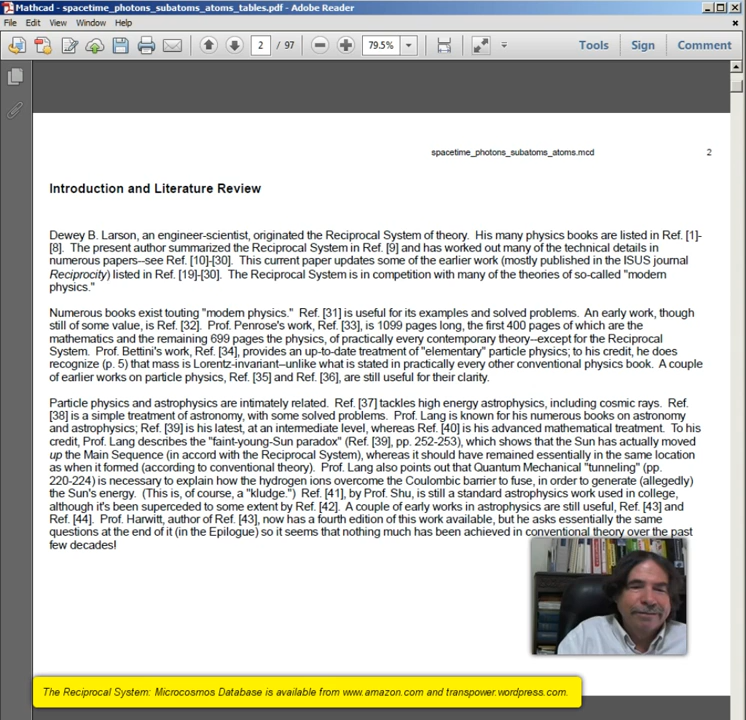 Mathcad - spacetime_photons_subatoms_atoms_tables.pdf - Adobe Reader
File Edit View Window Help
2 / 97 79.5% Tools Sign Comment
spacetime_photons_subatoms_atoms.mcd 2
Introduction and Literature Review
Dewey B. Larson, an engineer-scientist, originated the Reciprocal System of theory. His many physics books are listed in Ref. [1]-
[8]. The present author summarized the Reciprocal System in Ref. [9] and has worked out many of the technical details in
numerous papers--see Ref. [10]-[30]. This current paper updates some of the earlier work (mostly published in the ISUS journal
Reciprocity) listed in Ref. [19]-[30]. The Reciprocal System is in competition with many of the theories of so-called "modern
physics."
Numerous books exist touting "modern physics." Ref. [31] is useful for its examples and solved problems. An early work, though
still of some value, is Ref. [32]. Prof. Penrose's work, Ref. [33], is 1099 pages long, the first 400 pages of which are the
mathematics and the remaining 699 pages the physics, of practically every contemporary theory--except for the Reciprocal
System. Prof. Bettini's work, Ref. [34], provides an up-to-date treatment of "elementary" particle physics; to his credit, he does
recognize (p. 5) that mass is Lorentz-invariant--unlike what is stated in practically every other conventional physics book. A couple
of earlier works on particle physics, Ref. [35] and Ref. [36], are still useful for their clarity.
Particle physics and astrophysics are intimately related. Ref. [37] tackles high energy astrophysics, including cosmic rays. Ref.
[38] is a simple treatment of astronomy, with some solved problems. Prof. Lang is known for his numerous books on astronomy
and astrophysics; Ref. [39] is his latest, at an intermediate level, whereas Ref. [40] is his advanced mathematical treatment. To his
credit, Prof. Lang describes the "faint-young-Sun paradox" (Ref. [39], pp. 252-253), which shows that the Sun has actually moved
up the Main Sequence (in accord with the Reciprocal System), whereas it should have remained essentially in the same location
as when it formed (according to conventional theory). Prof. Lang also points out that Quantum Mechanical "tunneling" (pp.
220-224) is necessary to explain how the hydrogen ions overcome the Coulombic barrier to fuse, in order to generate (allegedly)
the Sun's energy. (This is, of course, a "kludge.") Ref. [41], by Prof. Shu, is still a standard astrophysics work used in college,
although it's been superceded to some extent by Ref. [42]. A couple of early works in astrophysics are still useful, Ref. [43] and
Ref. [44]. Prof. Harwitt, author of Ref. [43], now has a fourth edition of this work available, but he asks essentially the same
questions at the end of it (in the Epilogue) so it seems that nothing much has been achieved in conventional theory over the past
few decades!
The Reciprocal System: Microcosmos Database is available from www.amazon.com and transpower.wordpress.com.